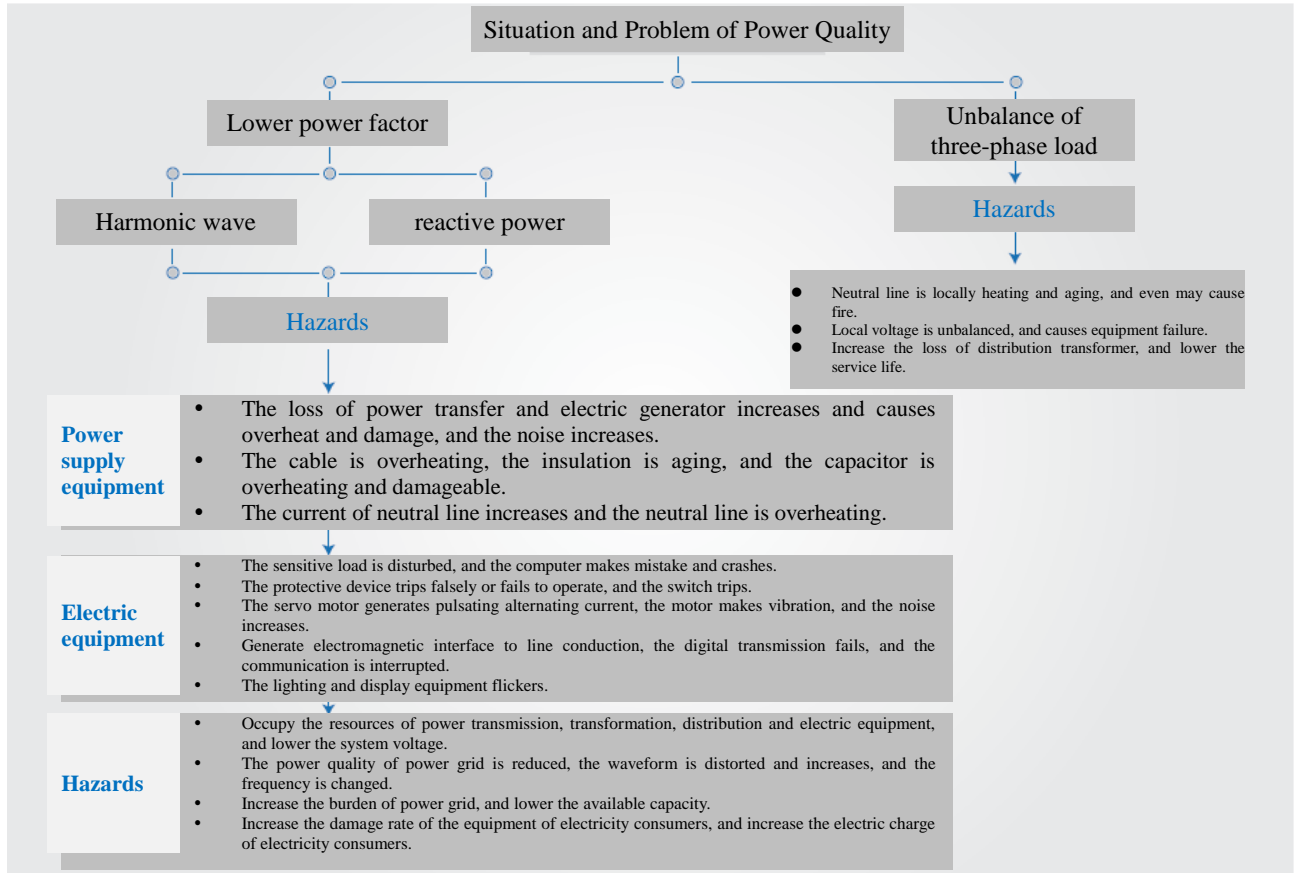 Situation and Problem of Power Quality
Lower power factor
Unbalance of
three-phase load
Harmonic wave
reactive power
Hazards
Hazards
● Neutral line is locally heating and aging, and even may cause
fire.
● Local voltage is unbalanced, and causes equipment failure.
● Increase the loss of distribution transformer, and lower the
service life.
Power
supply
equipment
• The loss of power transfer and electric generator increases and causes
overheat and damage, and the noise increases.
• The cable is overheating, the insulation is aging, and the capacitor is
overheating and damageable.
• The current of neutral line increases and the neutral line is overheating.
Electric
equipment
• The sensitive load is disturbed, and the computer makes mistake and crashes.
• The protective device trips falsely or fails to operate, and the switch trips.
• The servo motor generates pulsating alternating current, the motor makes vibration, and the noise
increases.
• Generate electromagnetic interface to line conduction, the digital transmission fails, and the
communication is interrupted.
• The lighting and display equipment flickers.
Hazards
• Occupy the resources of power transmission, transformation, distribution and electric equipment,
and lower the system voltage.
• The power quality of power grid is reduced, the waveform is distorted and increases, and the
frequency is changed.
• Increase the burden of power grid, and lower the available capacity.
• Increase the damage rate of the equipment of electricity consumers, and increase the electric charge
of electricity consumers.